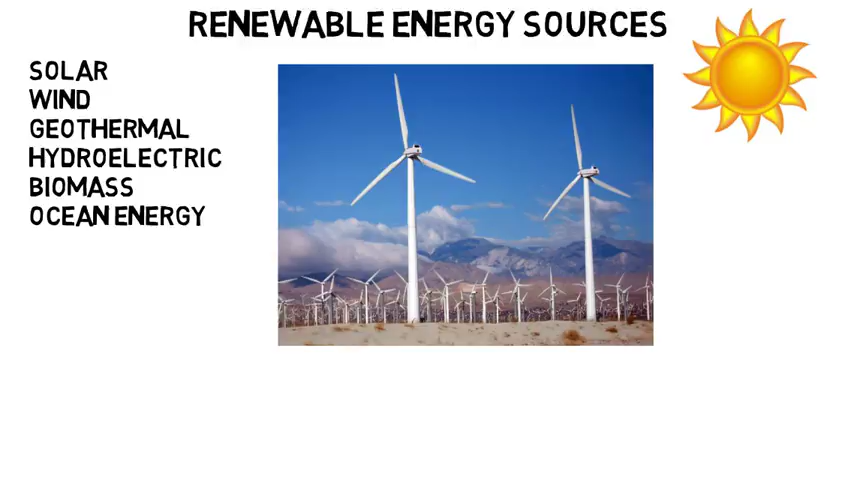 RENEWABLE ENERGY SOURCES
SOLAR
WIND
GEOTHERMAL
HYDROELECTRIC
BIOMASS
OCEAN ENERGY